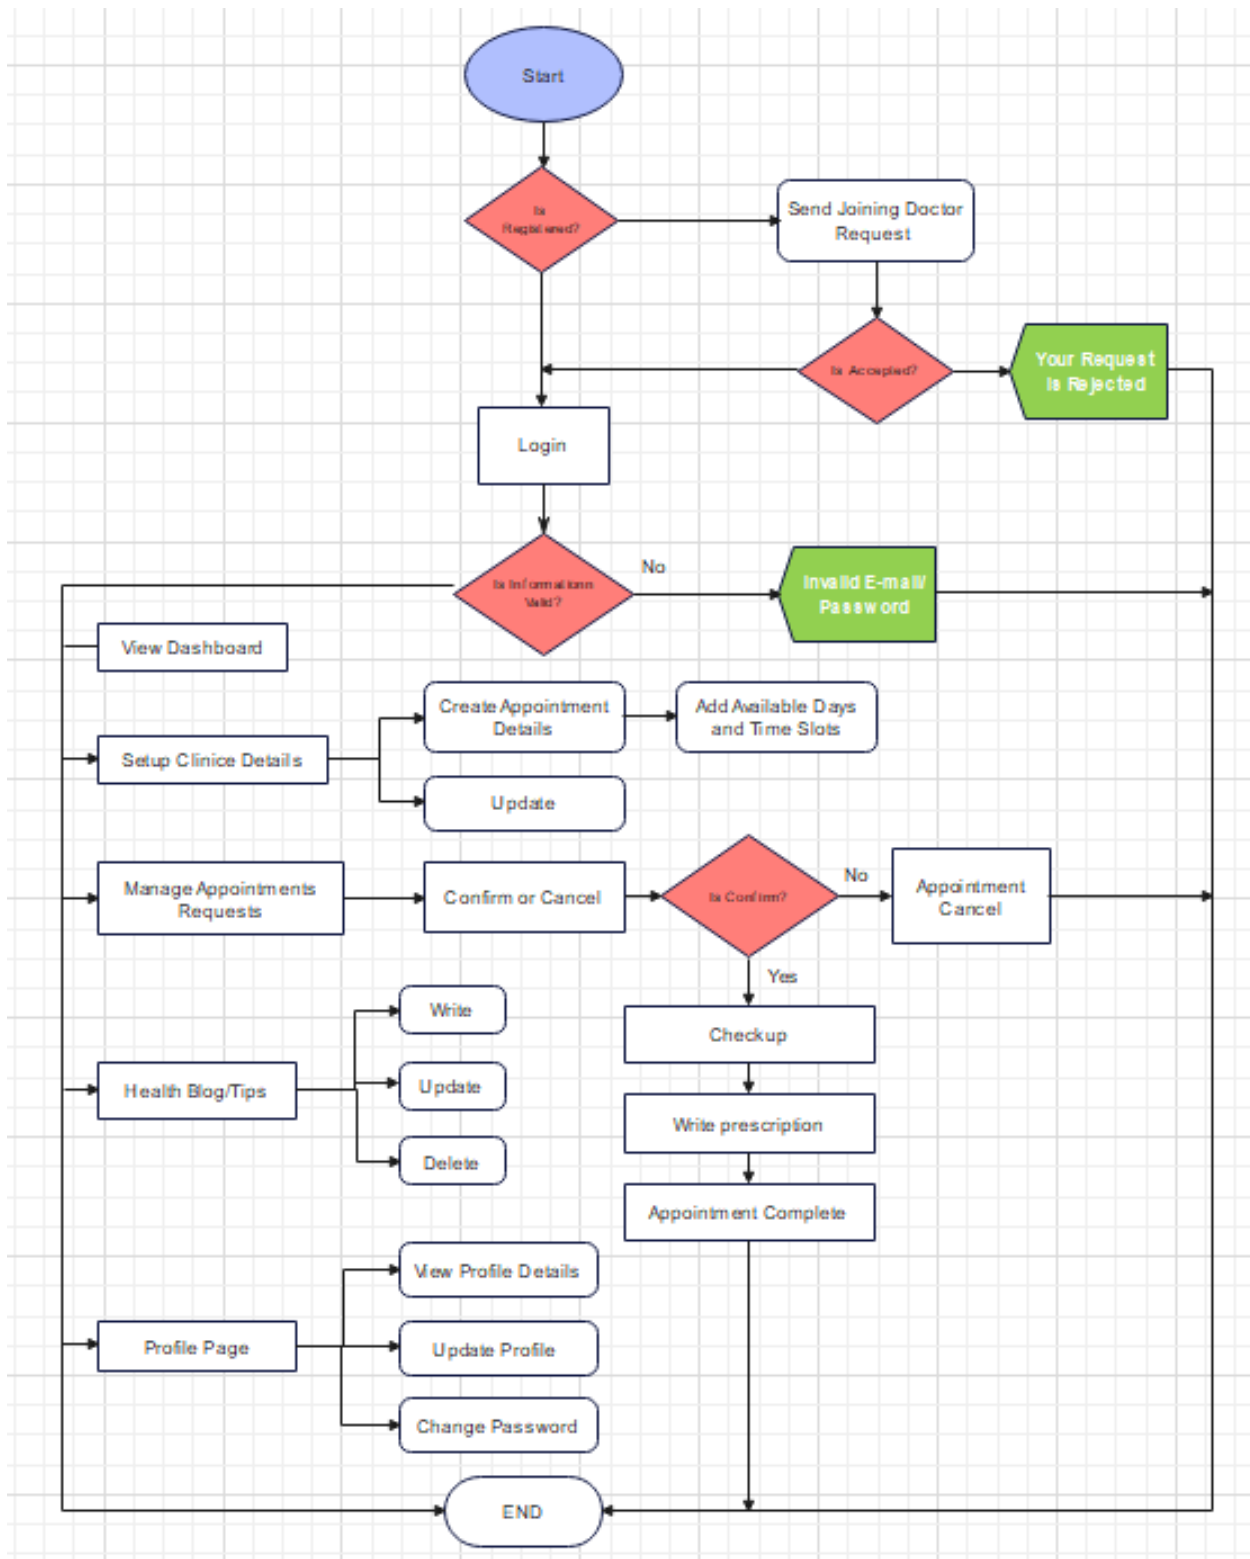 Start
Is
Registered?
Send Joining Doctor
Request
Is Accepted?
Your Request
Is Rejected
Login
Is Informationn
Valid?
No
Invalid E-mail/
Password
View Dashboard
Create Appointment
Details
Add Available Days
and Time Slots
Setup Clinice Details
Update
Manage Appointments
Requests
Confirm or Cancel
Is Confirm?
No
Appointment
Cancel
Yes
Write
Checkup
Health Blog/Tips
Update
Write prescription
Delete
Appointment Complete
View Profile Details
Profile Page
Update Profile
Change Password
END